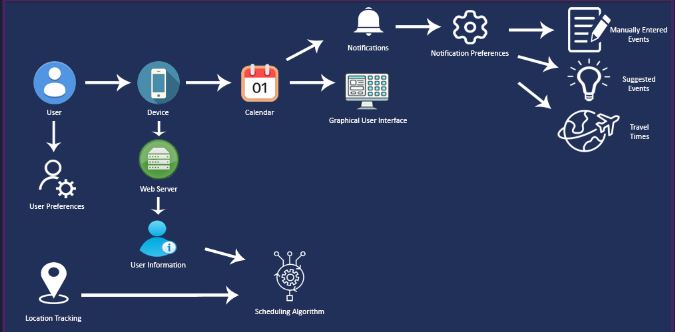 Notifications
Notification Preferences
Manually Entered
Events
01
User
Device
Calendar
Graphical User Interface
Suggested
Events
Travel
Times
User Preferences
Web Server
User Information
Location Tracking
Scheduling Algorithm